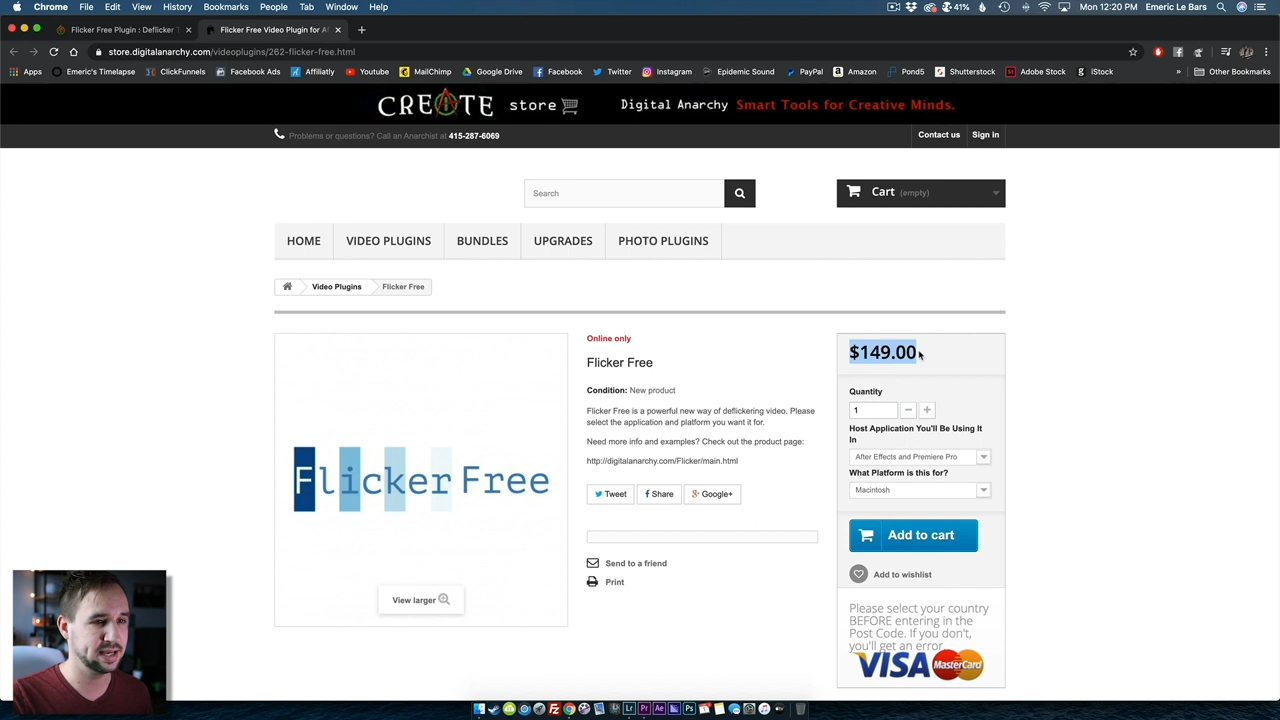 Chrome File Edit View History Bookmarks People Tab Window Help
41% Mon 12:20 PM Emeric Le Bars
Flicker Free Plugin : Deflicker T
Flicker Free Video Plugin for Af
store.digitalanarchy.com/videoplugins/262-flicker-free.html
Apps Emeric's Timelapse ClickFunnels Facebook Ads Affiliatly Youtube MailChimp Google Drive Facebook Twitter Instagram Epidemic Sound PayPal Amazon Pond5 Shutterstock Adobe Stock iStock » Other Bookmarks
CREATE store Digital Anarchy Smart Tools for Creative Minds.
Problems or questions? Call an Anarchist at 415-287-6069
Contact us Sign in
Search
Cart (empty)
HOME VIDEO PLUGINS BUNDLES UPGRADES PHOTO PLUGINS
Video Plugins Flicker Free
Online only
Flicker Free
Condition: New product
Flicker Free is a powerful new way of deflickering video. Please
select the application and platform you want it for.
Need more info and examples? Check out the product page:
http://digitalanarchy.com/Flicker/main.html
Tweet Share Google+
Send to a friend
Print
Flicker Free
View larger
$149.00
Quantity
1
Host Application You'll Be Using It
In
After Effects and Premiere Pro
What Platform is this for?
Macintosh
Add to cart
Add to wishlist
Please select your country
BEFORE entering in the
Post Code. If you don't,
you'll get an error
VISA MasterCard